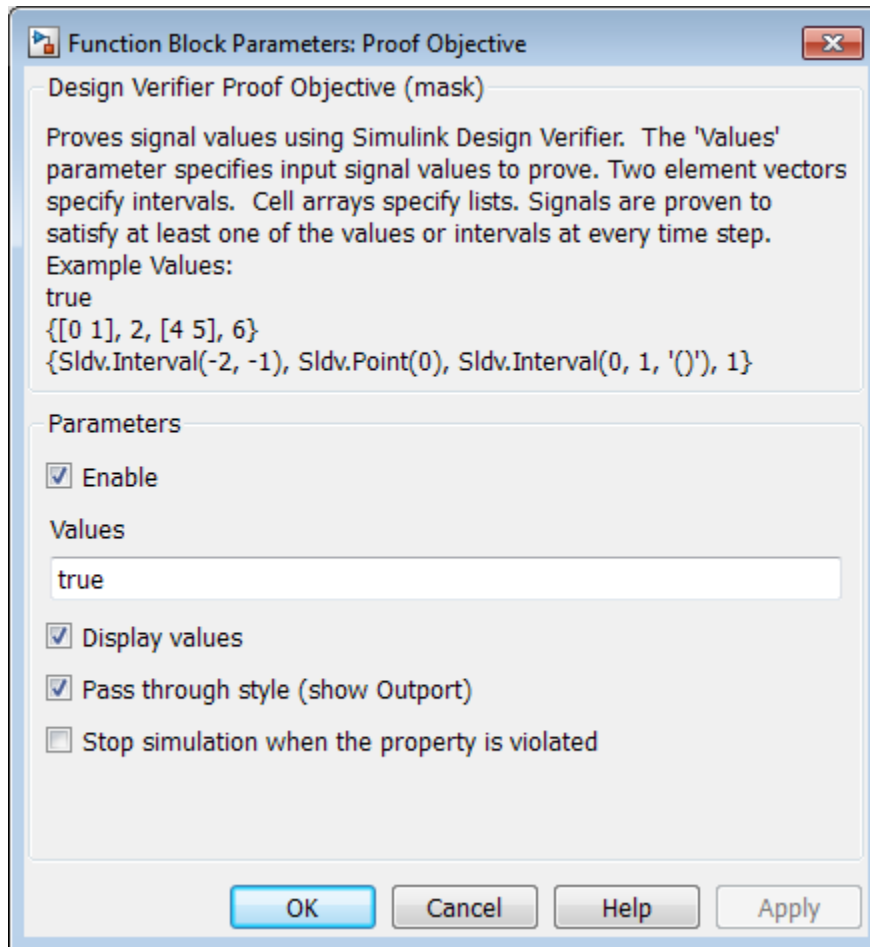 Function Block Parameters: Proof Objective
Design Verifier Proof Objective (mask)
Proves signal values using Simulink Design Verifier.  The 'Values'
parameter specifies input signal values to prove. Two element vectors
specify intervals.  Cell arrays specify lists. Signals are proven to
satisfy at least one of the values or intervals at every time step.
Example Values:
true
{[0 1], 2, [4 5], 6}
{Sldv.Interval(-2, -1), Sldv.Point(0), Sldv.Interval(0, 1, '()'), 1}
Parameters
Enable
Values
true
Display values
Pass through style (show Outport)
Stop simulation when the property is violated
OK Cancel Help Apply